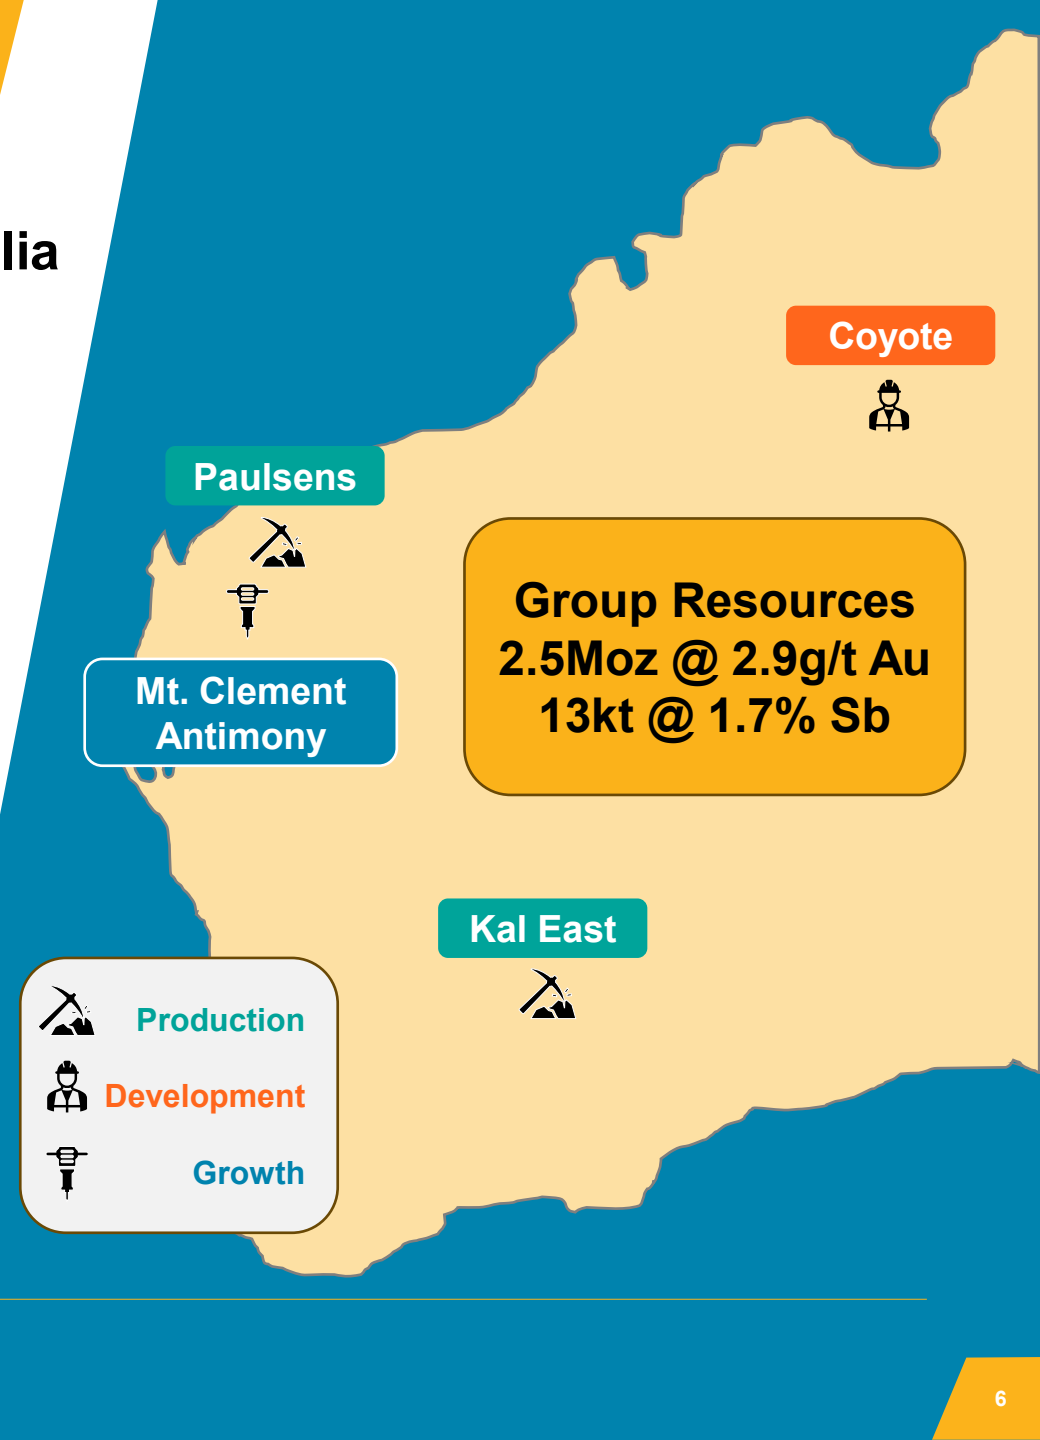 lia
Coyote
Paulsens
Group Resources
2.5Moz @ 2.9g/t Au
13kt @ 1.7% Sb
Mt. Clement
Antimony
Kal East
Production
Development
Growth
6